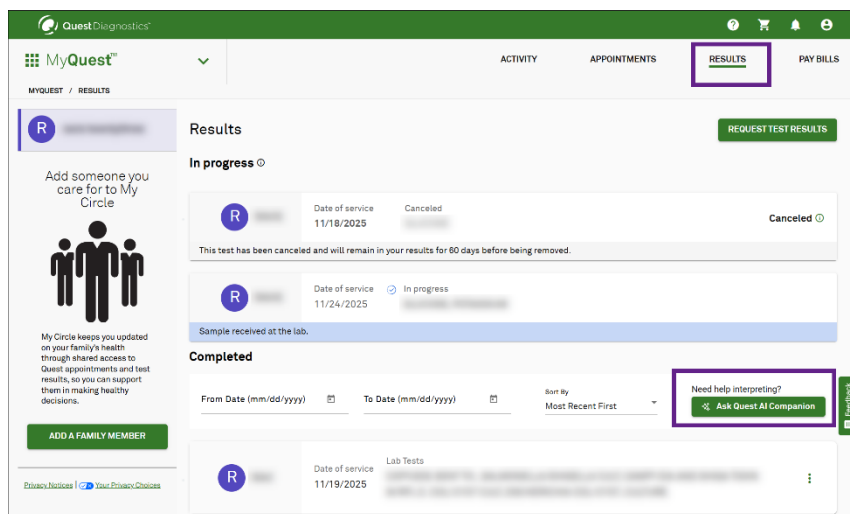 Quest Diagnostics™
MyQuest™
ACTIVITY
APPOINTMENTS
RESULTS
PAY BILLS
MYQUEST / RESULTS
R
Add someone you
care for to My
Circle
My Circle keeps you updated
on your family's health
through shared access to
Quest appointments and test
results, so you can support
them in making healthy
decisions.
ADD A FAMILY MEMBER
Privacy Notices | Your Privacy Choices
Results
REQUEST TEST RESULTS
In progress
R
Date of service
11/18/2025
Canceled
Canceled
This test has been canceled and will remain in your results for 60 days before being removed.
R
Date of service
11/24/2025
In progress
Sample received at the lab.
Completed
From Date (mm/dd/yyyy)
To Date (mm/dd/yyyy)
Sort By
Most Recent First
Need help interpreting?
Ask Quest AI Companion
Feedback
R
Date of service
11/19/2025
Lab Tests